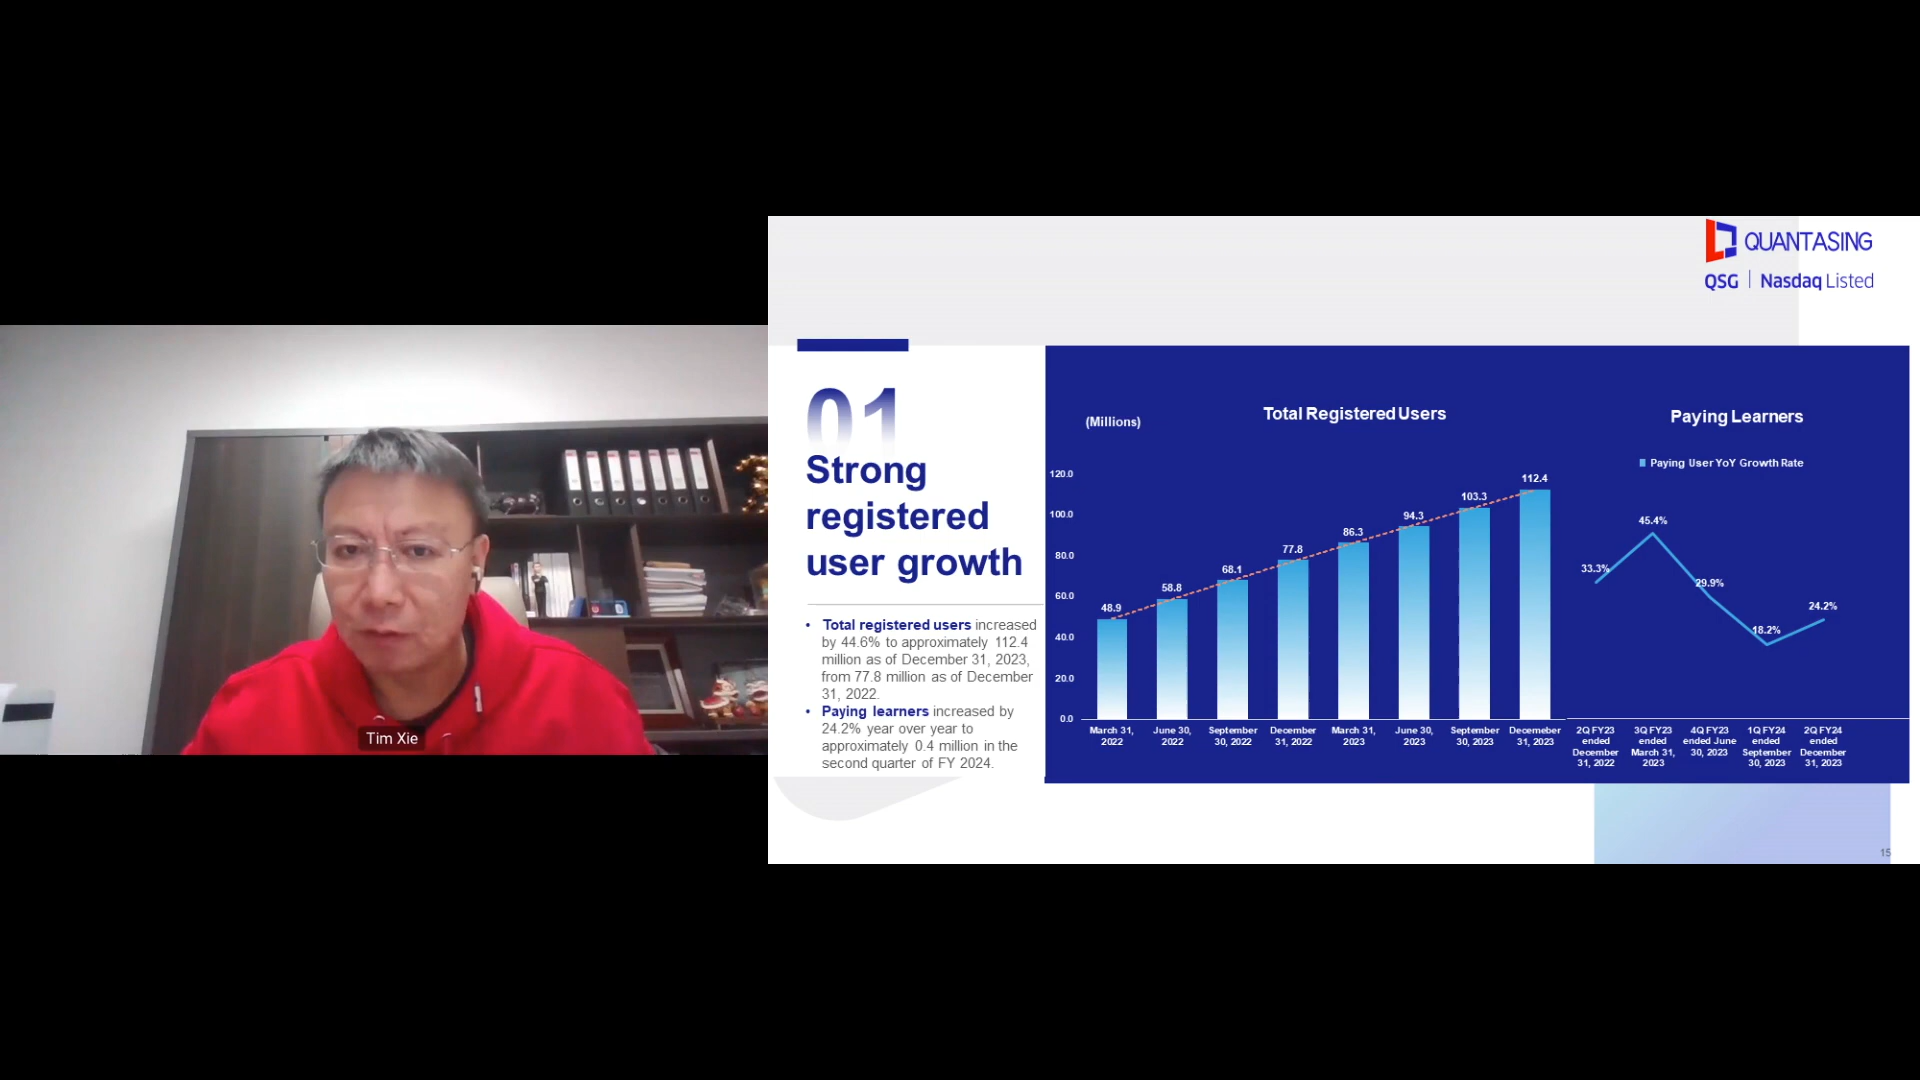 Tim Xie
QUANTASING
QSG | Nasdaq Listed
01
Strong
registered
user growth
• Total registered users increased
by 44.6% to approximately 112.4
million as of December 31, 2023,
from 77.8 million as of December
31, 2022.
• Paying learners increased by
24.2% year over year to
approximately 0.4 million in the
second quarter of FY 2024.
(Millions)
Total Registered Users
120.0
100.0
80.0
60.0
40.0
20.0
0.0
48.9
58.8
68.1
77.8
86.3
94.3
103.3
112.4
March 31,
2022
June 30,
2022
September
30, 2022
December
31, 2022
March 31,
2023
June 30,
2023
September
30, 2023
Decemeber
31, 2023
Paying Learners
Paying User YoY Growth Rate
33.3%
45.4%
29.9%
18.2%
24.2%
2Q FY23
ended
December
31, 2022
3Q FY23
ended
March 31,
2023
4Q FY23
ended June
30, 2023
1Q FY24
ended
September
30, 2023
2Q FY24
ended
December
31, 2023
15